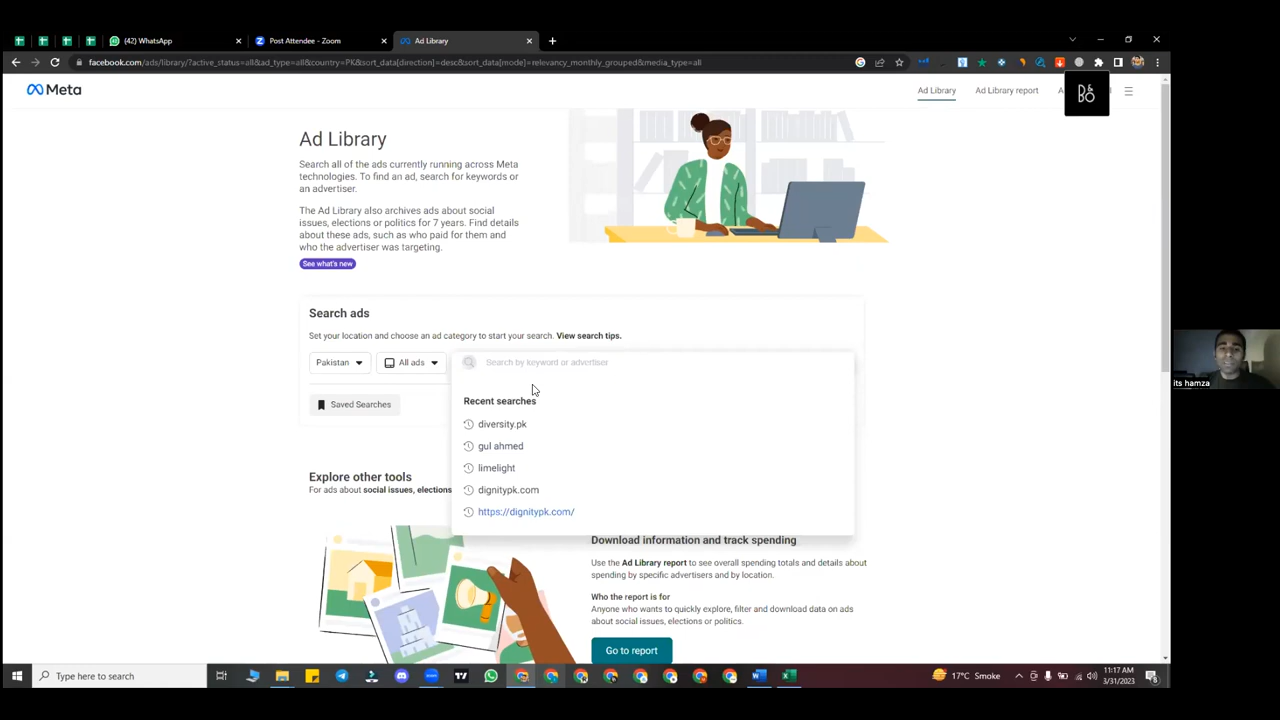 (42) WhatsApp
Post Attendee - Zoom
Ad Library
facebook.com/ads/library/?active_status=all&ad_type=all&country=PK&sort_data[direction]=desc&sort_data[mode]=relevancy_monthly_grouped&media_type=all
Meta
Ad Library
Ad Library report
A
Ad Library
Search all of the ads currently running across Meta
technologies. To find an ad, search for keywords or
an advertiser.
The Ad Library also archives ads about social
issues, elections or politics for 7 years. Find details
about these ads, such as who paid for them and
who the advertiser was targeting.
See what's new
Search ads
Set your location and choose an ad category to start your search. View search tips.
Pakistan
All ads
Search by keyword or advertiser
Saved Searches
Recent searches
diversity.pk
gul ahmed
limelight
dignitypk.com
https://dignitypk.com/
its hamza
Explore other tools
For ads about social issues, elections
Download information and track spending
Use the Ad Library report to see overall spending totals and details about
spending by specific advertisers and by location.
Who the report is for
Anyone who wants to quickly explore, filter and download data on ads
about social issues, elections or politics.
Go to report
Type here to search
17°C Smoke
11:17 AM
3/31/2023